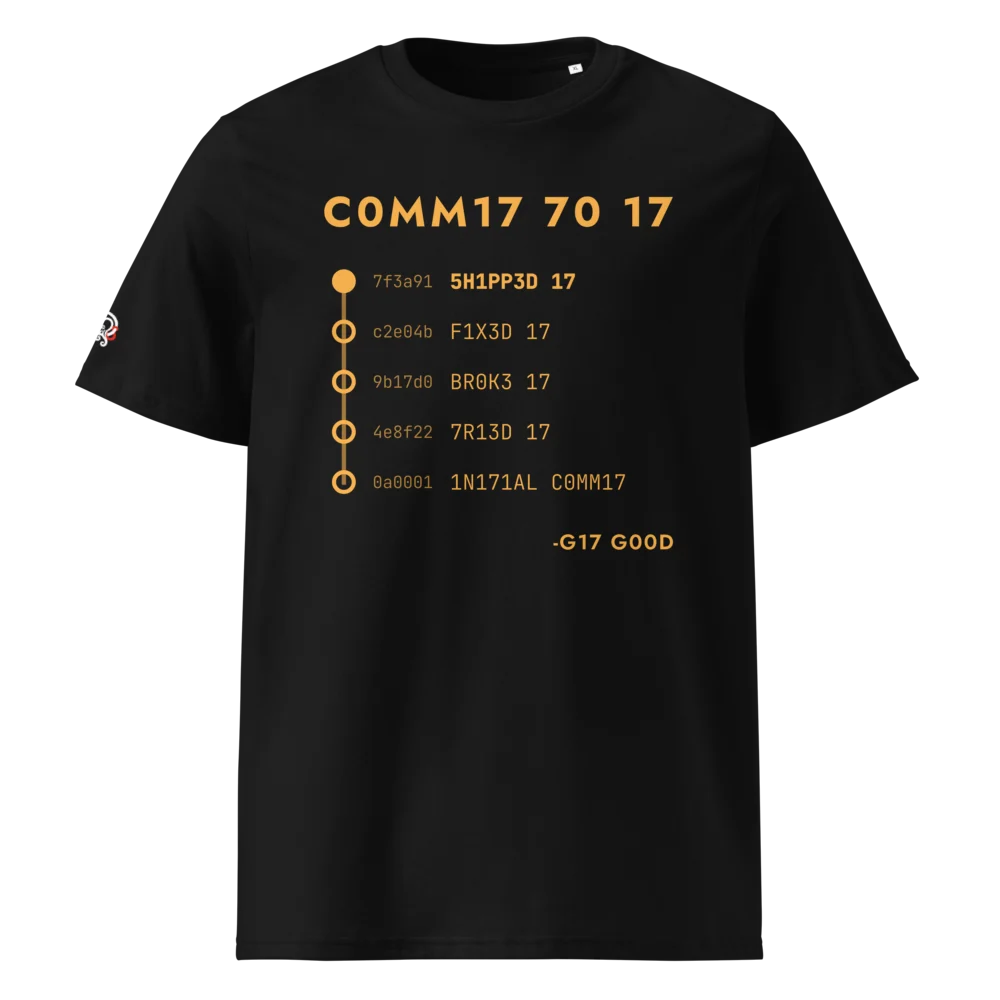 C0MM17 70 17
7f3a91 5H1PP3D 17
c2e04b F1X3D 17
9b17d0 BR0K3 17
4e8f22 7R13D 17
0a0001 1N171AL C0MM17
-G17 G00D